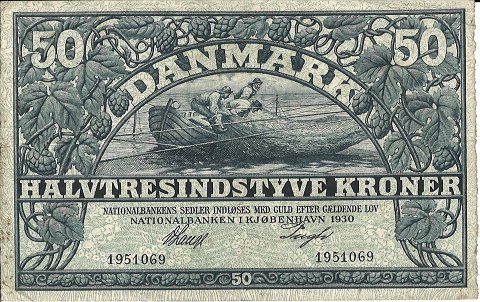 50 50
DANMARK
HALVTRESINDSTYVE KRONER
NATIONALBANKENS SEDLER INDLØSES MED GULD EFTER GÆLDENDE LOV
NATIONALBANKEN I KJØBENHAVN 1930
1951069 1951069
50